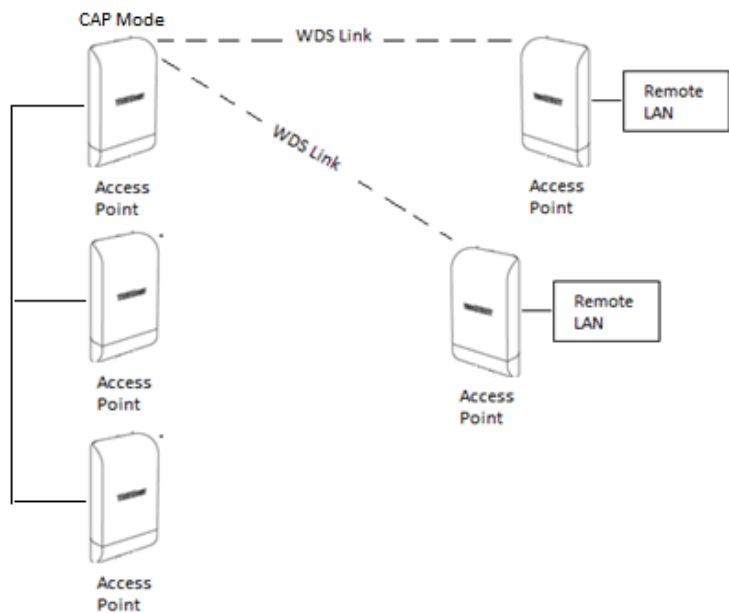 CAP Mode
WDS Link
Remote
LAN
Access
Point
Access
Point
WDS Link
Remote
LAN
Access
Point
Access
Point
Access
Point